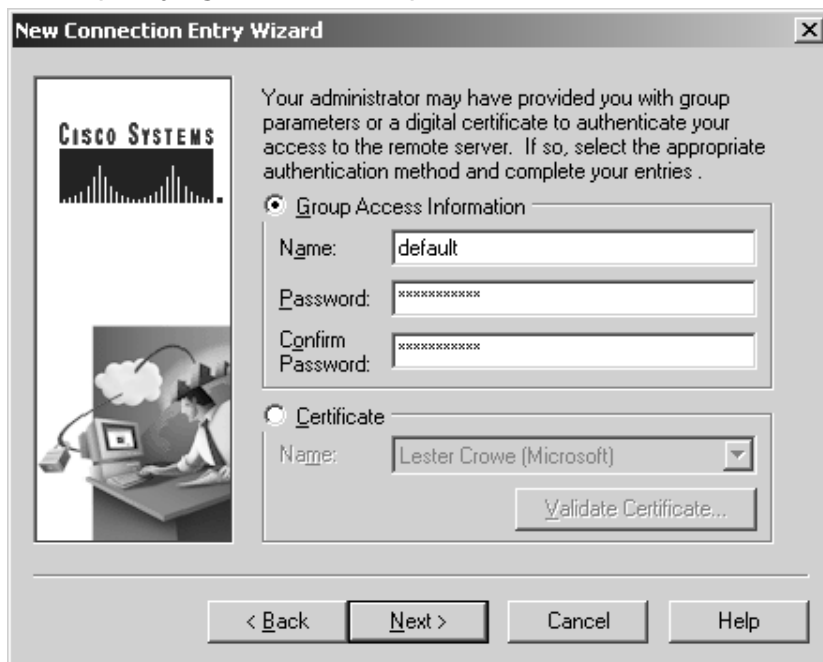 New Connection Entry Wizard
CISCO SYSTEMS
Your administrator may have provided you with group
parameters or a digital certificate to authenticate your
access to the remote server. If so, select the appropriate
authentication method and complete your entries .
Group Access Information
Name:
default
Password:
***********
Confirm
Password:
***********
Certificate
Name:
Lester Crowe (Microsoft)
Validate Certificate...
< Back
Next >
Cancel
Help